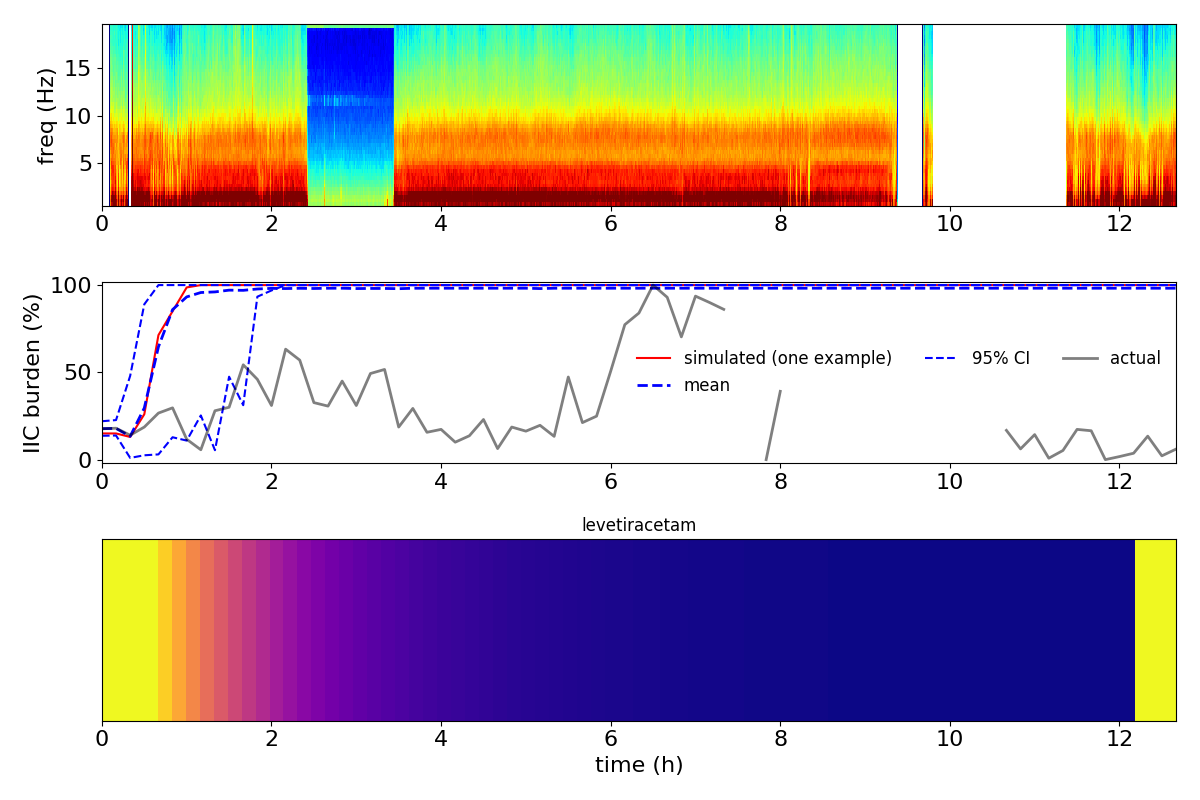 freq (Hz)
15
10
5
0 2 4 6 8 10 12
IIC burden (%)
100
50
0
simulated (one example)
mean
95% CI
actual
0 2 4 6 8 10 12
levetiracetam
0 2 4 6 8 10 12
time (h)